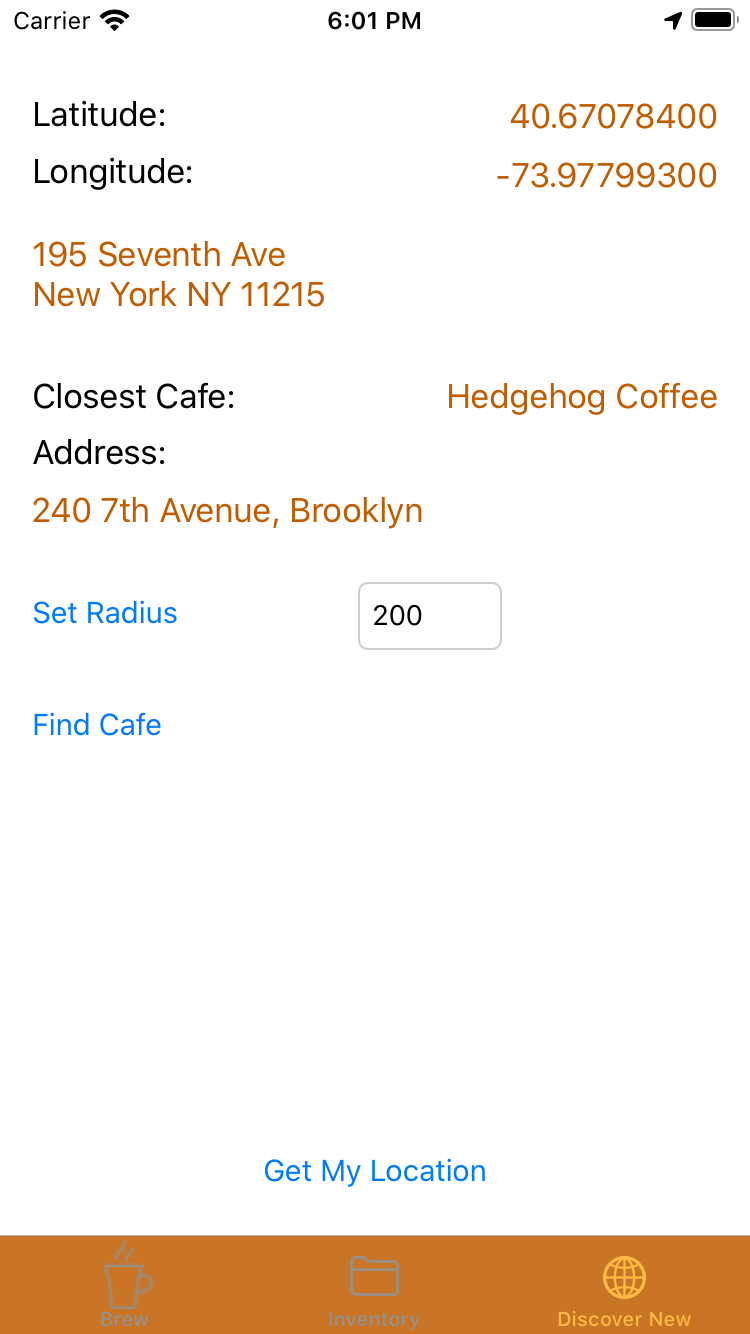 Carrier 6:01 PM
Latitude: 40.67078400
Longitude: -73.97799300
195 Seventh Ave
New York NY 11215
Closest Cafe: Hedgehog Coffee
Address:
240 7th Avenue, Brooklyn
Set Radius 200
Find Cafe
Get My Location
Brew Inventory Discover New